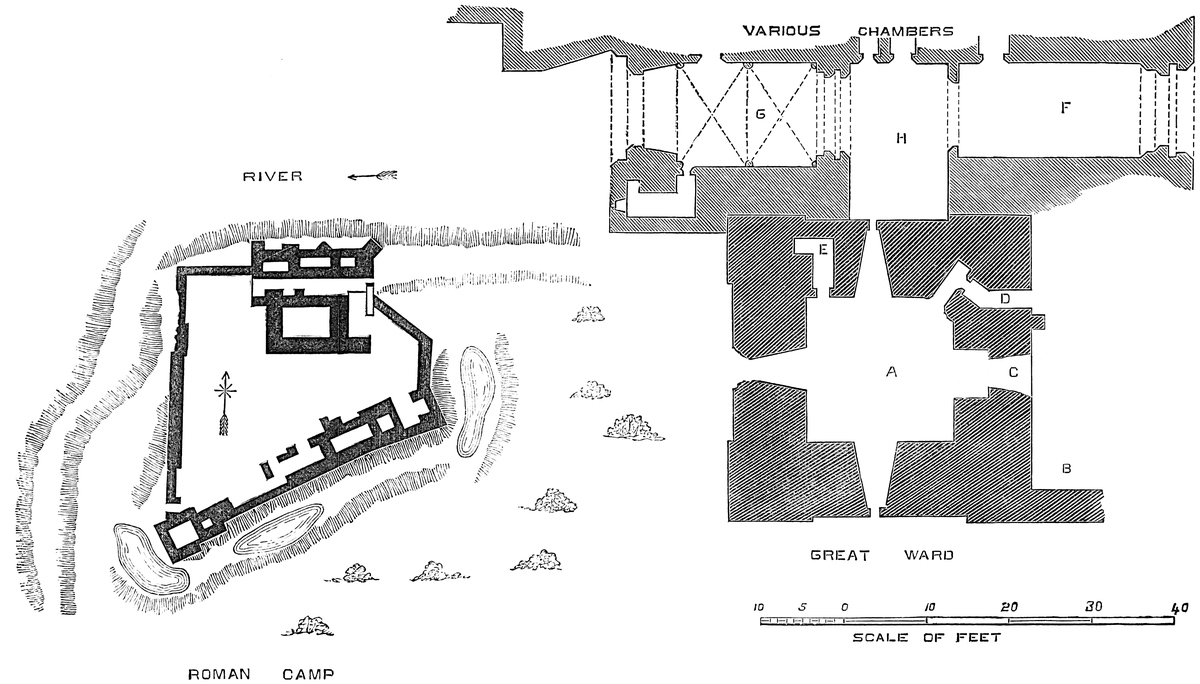 VARIOUS CHAMBERS
G
F
H
RIVER
E
D
A
C
B
GREAT WARD
10 5 0 10 20 30 40
SCALE OF FEET
ROMAN CAMP